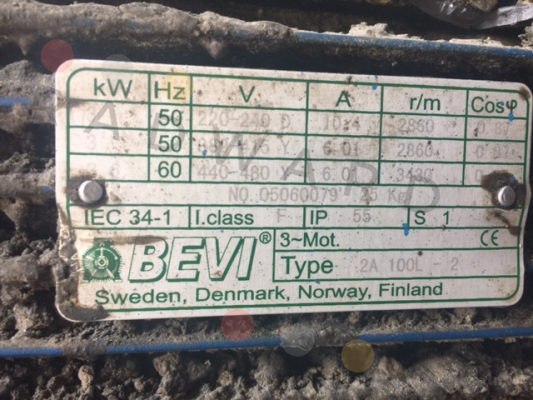 kW Hz V A r/m Cosφ
50 220-240 D 10.4 2860
3 50 Y 6.01 2860
60 440-480 Y 6.01 3430
NO 05060079 25 Kg
IEC 34-1 I.class F IP 55 S 1
BEVI® 3~Mot. CE
Type 2A 100L - 2
Sweden, Denmark, Norway, Finland